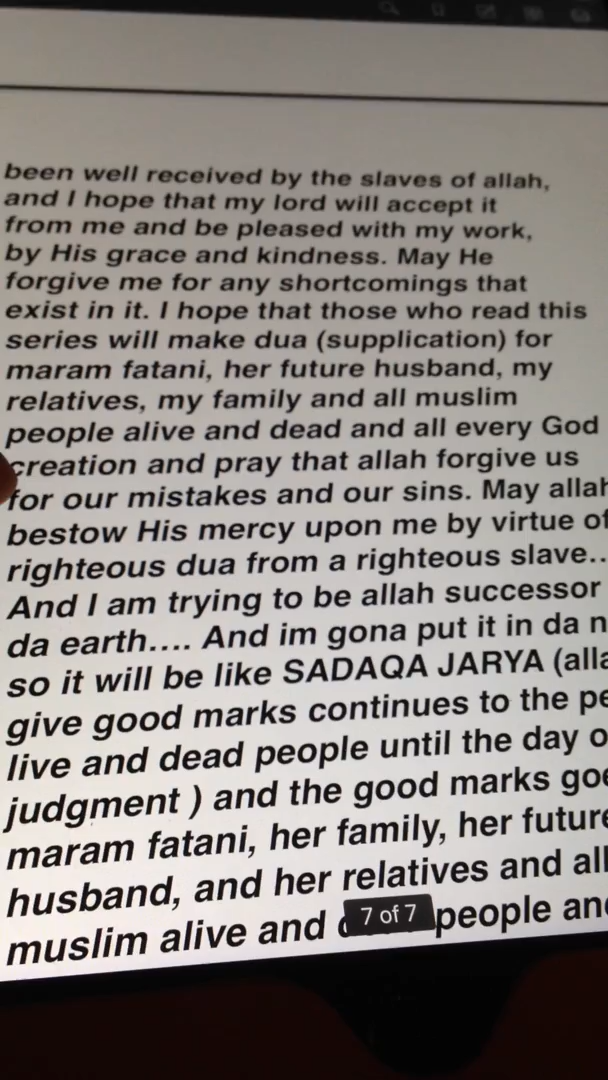 been well received by the slaves of allah,
and I hope that my lord will accept it
from me and be pleased with my work,
by His grace and kindness. May He
forgive me for any shortcomings that
exist in it. I hope that those who read this
series will make dua (supplication) for
maram fatani, her future husband, my
relatives, my family and all muslim
people alive and dead and all every God
creation and pray that allah forgive us
for our mistakes and our sins. May allah
bestow His mercy upon me by virtue of
righteous dua from a righteous slave..
And I am trying to be allah successor
da earth.... And im gona put it in da
so it will be like SADAQA JARYA
give good marks continues to the
live and dead people until the day
judgment ) and the good marks
maram fatani, her family, her future
husband, and her relatives and all
muslim alive and people
7 of 7